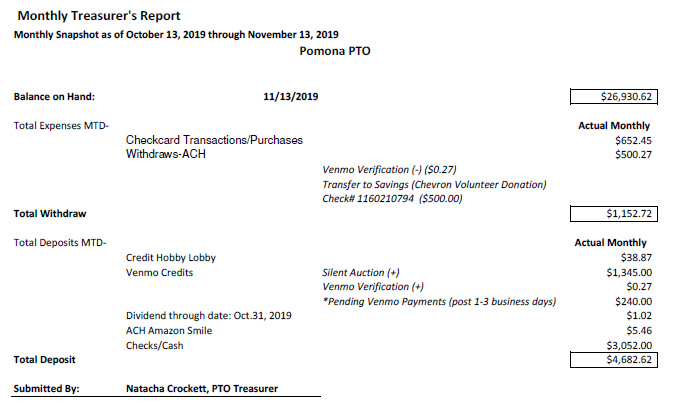 Monthly Treasurer's Report
Monthly Snapshot as of October 13, 2019 through November 13, 2019
Pomona PTO
Balance on Hand: 11/13/2019 $26,930.62
Total Expenses MTD- Actual Monthly
Checkcard Transactions/Purchases $652.45
Withdraws-ACH $500.27
Venmo Verification (-) ($0.27)
Transfer to Savings (Chevron Volunteer Donation)
Check# 1160210794 ($500.00)
Total Withdraw $1,152.72
Total Deposits MTD- Actual Monthly
Credit Hobby Lobby $38.87
Venmo Credits Silent Auction (+) $1,345.00
Venmo Verification (+) $0.27
*Pending Venmo Payments (post 1-3 business days) $240.00
Dividend through date: Oct.31, 2019 $1.02
ACH Amazon Smile $5.46
Checks/Cash $3,052.00
Total Deposit $4,682.62
Submitted By: Natacha Crockett, PTO Treasurer